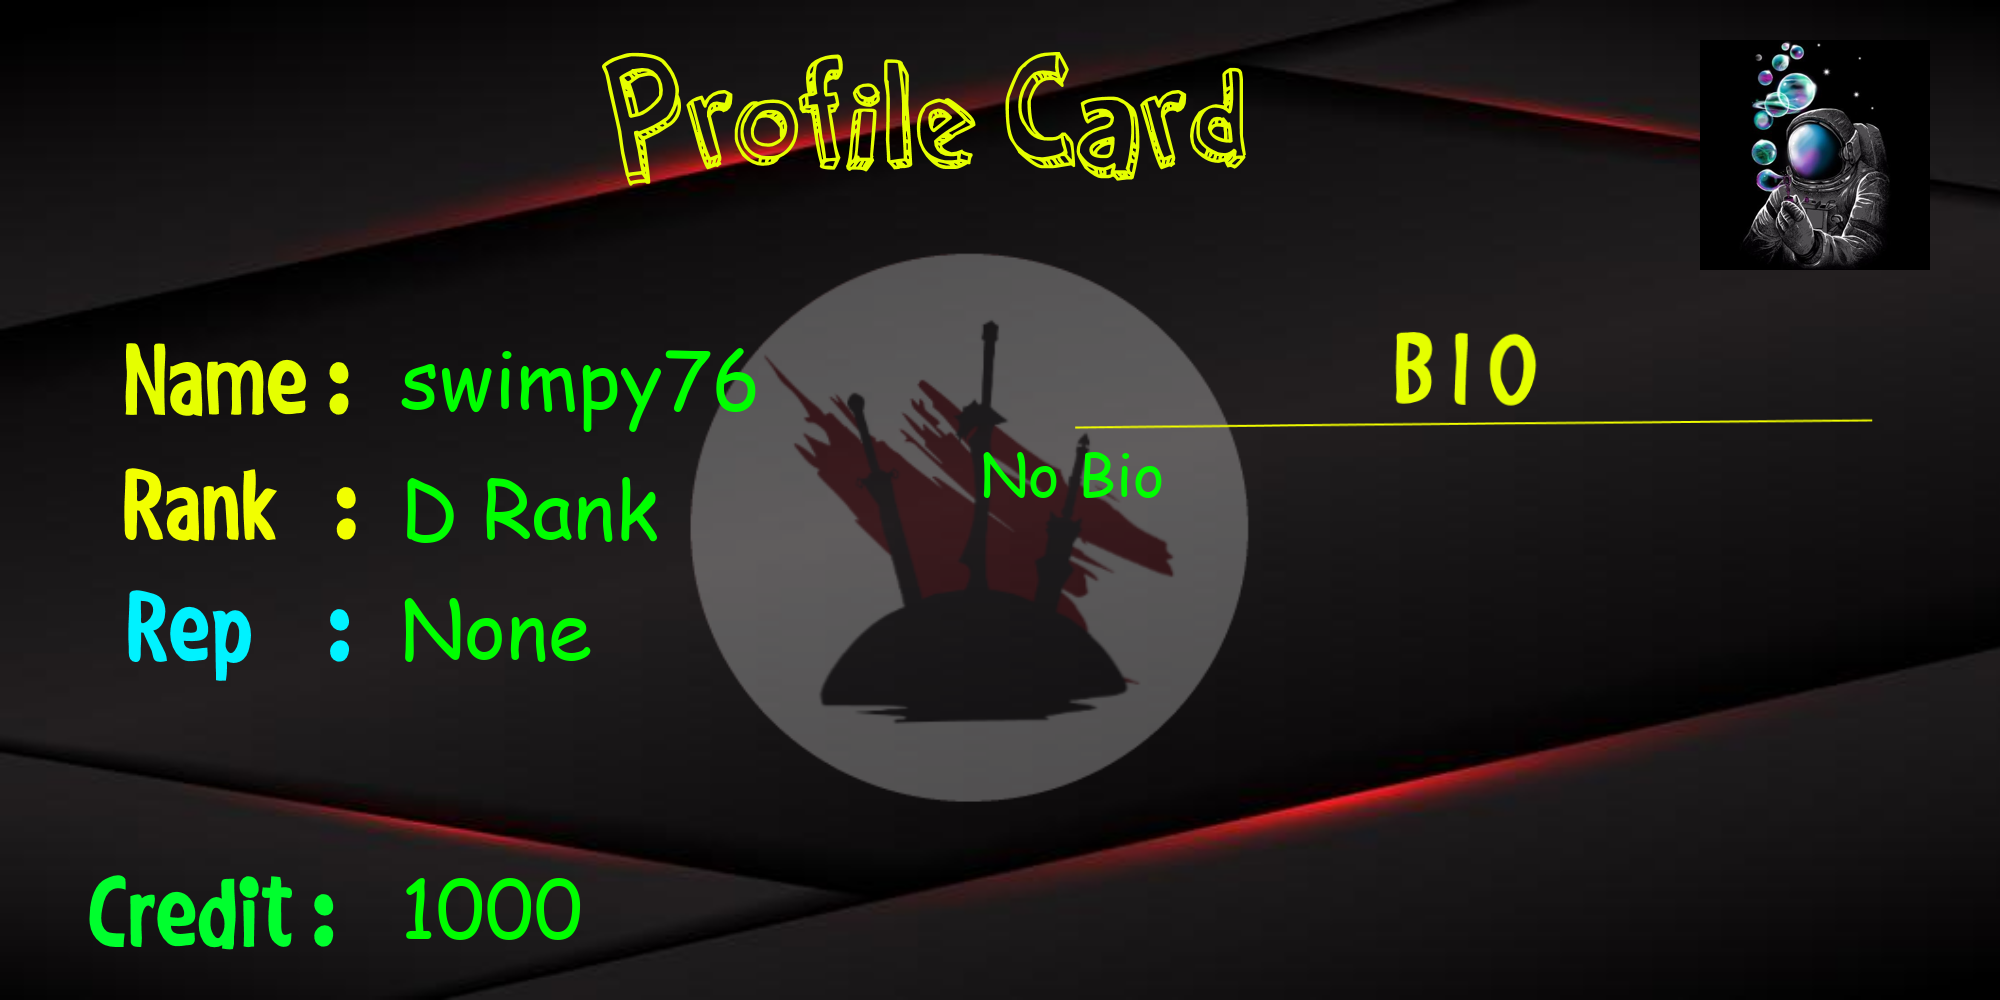 Profile Card
Name : swimpy76
Rank : D Rank
Rep : None
Credit : 1000
BIO
No Bio